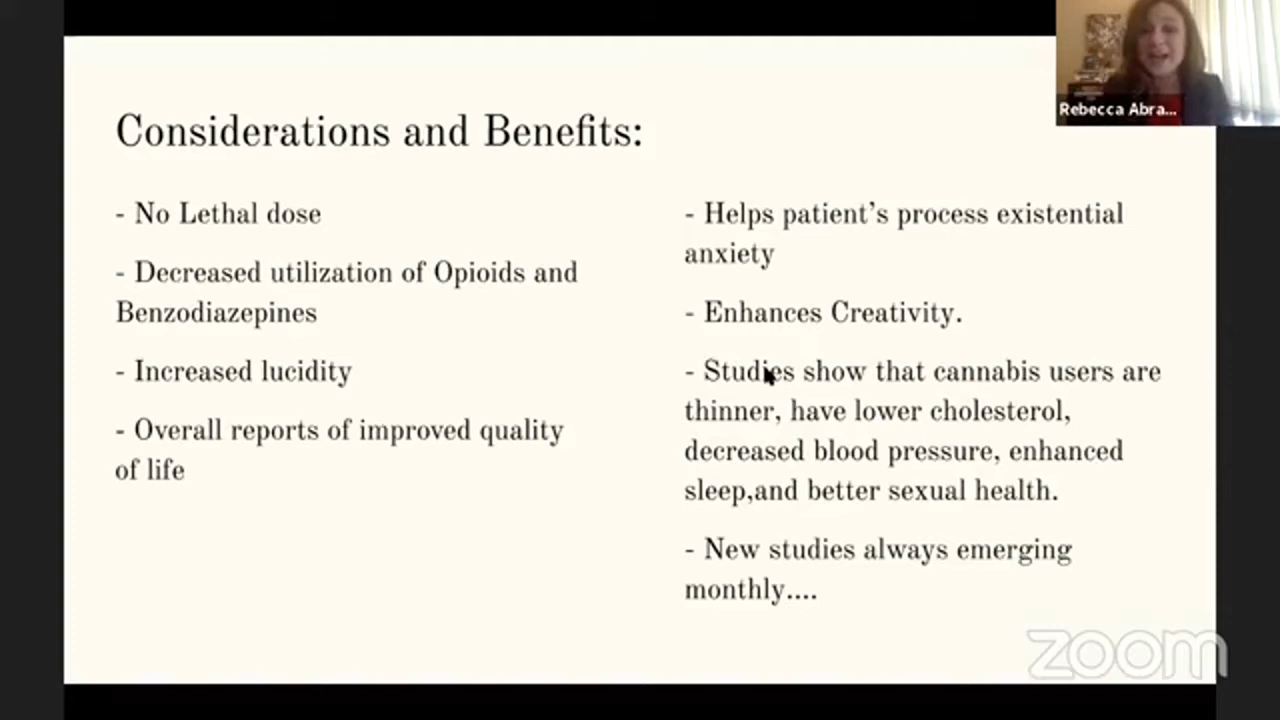 Considerations and Benefits:
- No Lethal dose
- Decreased utilization of Opioids and
Benzodiazepines
- Increased lucidity
- Overall reports of improved quality
of life
- Helps patient's process existential
anxiety
- Enhances Creativity.
- Studies show that cannabis users are
thinner, have lower cholesterol,
decreased blood pressure, enhanced
sleep,and better sexual health.
- New studies always emerging
monthly....
Rebecca Abra...
zoom